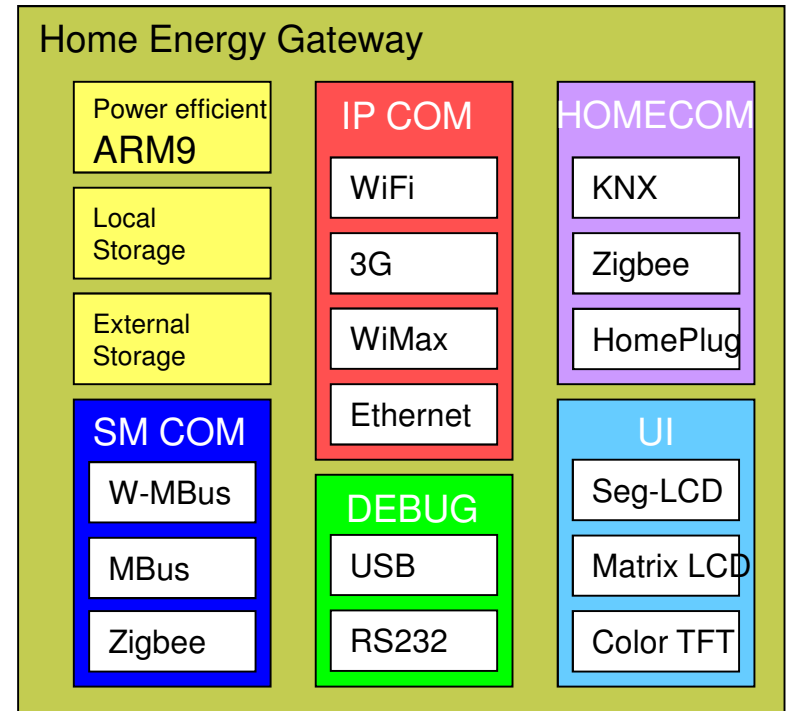 Home Energy Gateway
Power efficient
ARM9
Local
Storage
External
Storage
SM COM
W-MBus
MBus
Zigbee
IP COM
WiFi
3G
WiMax
Ethernet
DEBUG
USB
RS232
HOMECOM
KNX
Zigbee
HomePlug
UI
Seg-LCD
Matrix LCD
Color TFT